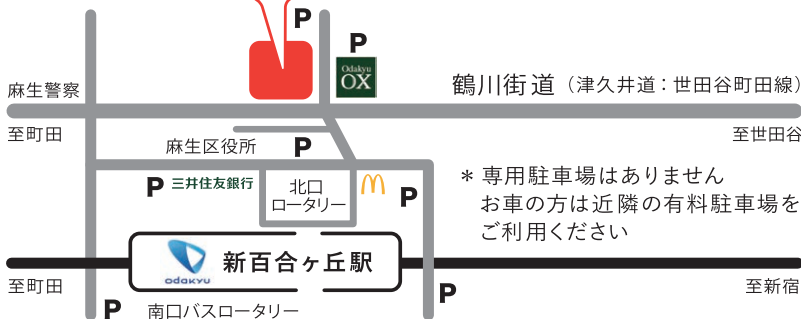 P
P
Odakyu
OX
麻生警察
鶴川街道（津久井道：世田谷町田線）
至町田
至世田谷
麻生区役所
P
P
三井住友銀行
北口
ロータリー
P
＊専用駐車場はありません
お車の方は近隣の有料駐車場を
ご利用ください
odakyu
新百合ヶ丘駅
至町田
至新宿
P
P
南口バスロータリー